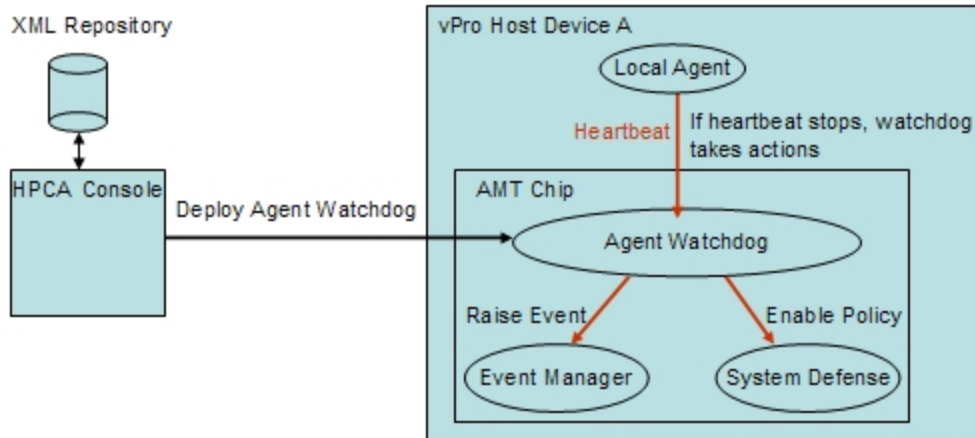 XML Repository
HPCA Console
Deploy Agent Watchdog
vPro Host Device A
Local Agent
Heartbeat
If heartbeat stops, watchdog
takes actions
AMT Chip
Agent Watchdog
Raise Event
Enable Policy
Event Manager
System Defense